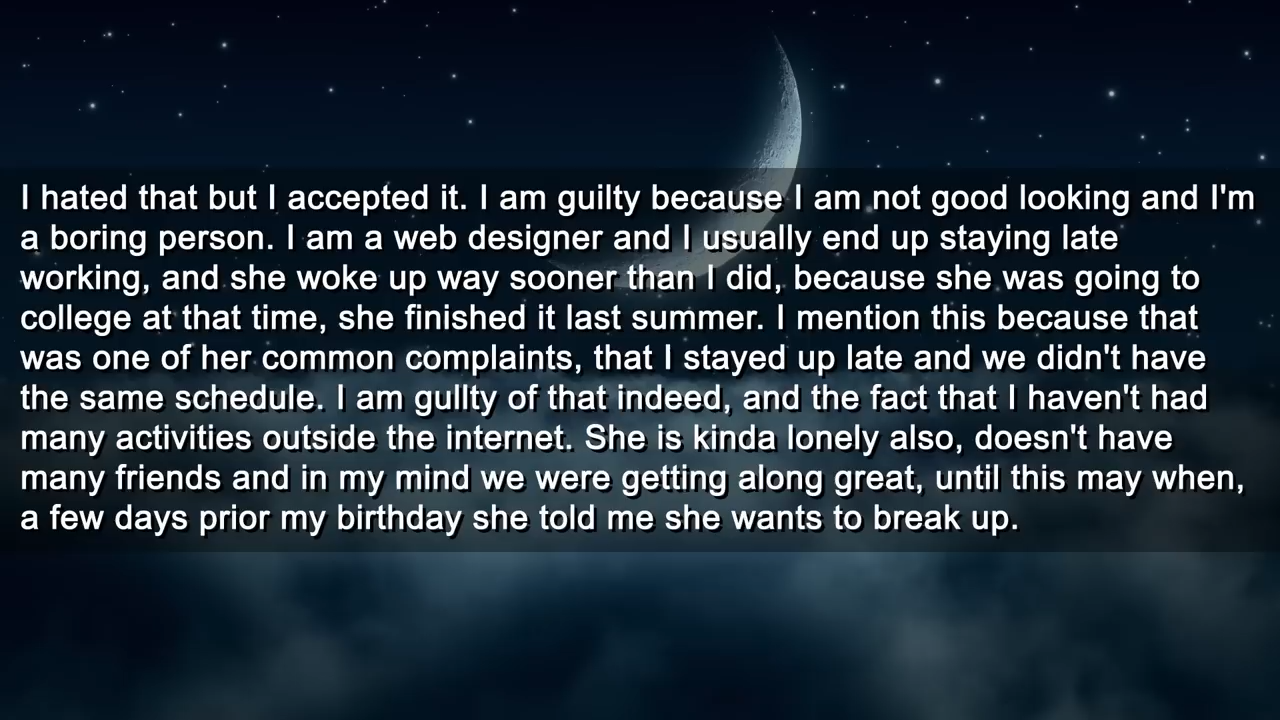 I hated that but I accepted it. I am guilty because I am not good looking and I'm
a boring person. I am a web designer and I usually end up staying late
working, and she woke up way sooner than I did, because she was going to
college at that time, she finished it last summer. I mention this because that
was one of her common complaints, that I stayed up late and we didn't have
the same schedule. I am guilty of that indeed, and the fact that I haven't had
many activities outside the internet. She is kinda lonely also, doesn't have
many friends and in my mind we were getting along great, until this may when,
a few days prior my birthday she told me she wants to break up.